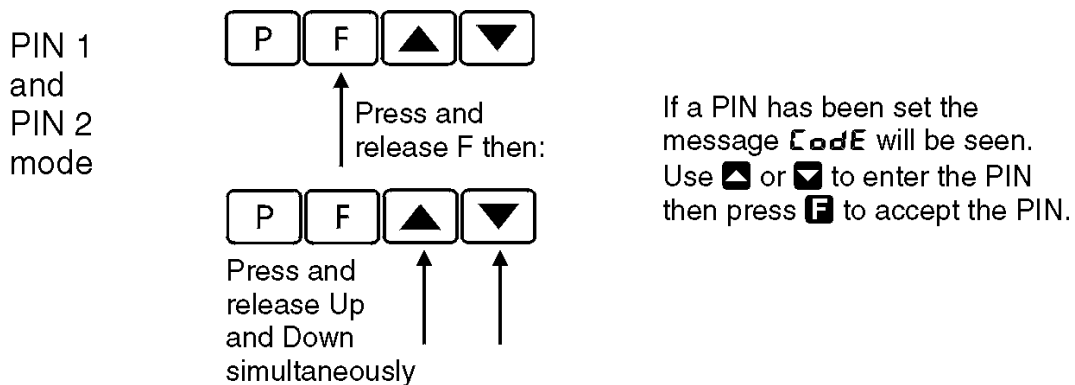 PIN 1
and
PIN 2
mode
P F ▲ ▼
Press and
release F then:
P F ▲ ▼
Press and
release Up
and Down
simultaneously
If a PIN has been set the
message CodE will be seen.
Use ▲ or ▼ to enter the PIN
then press F to accept the PIN.